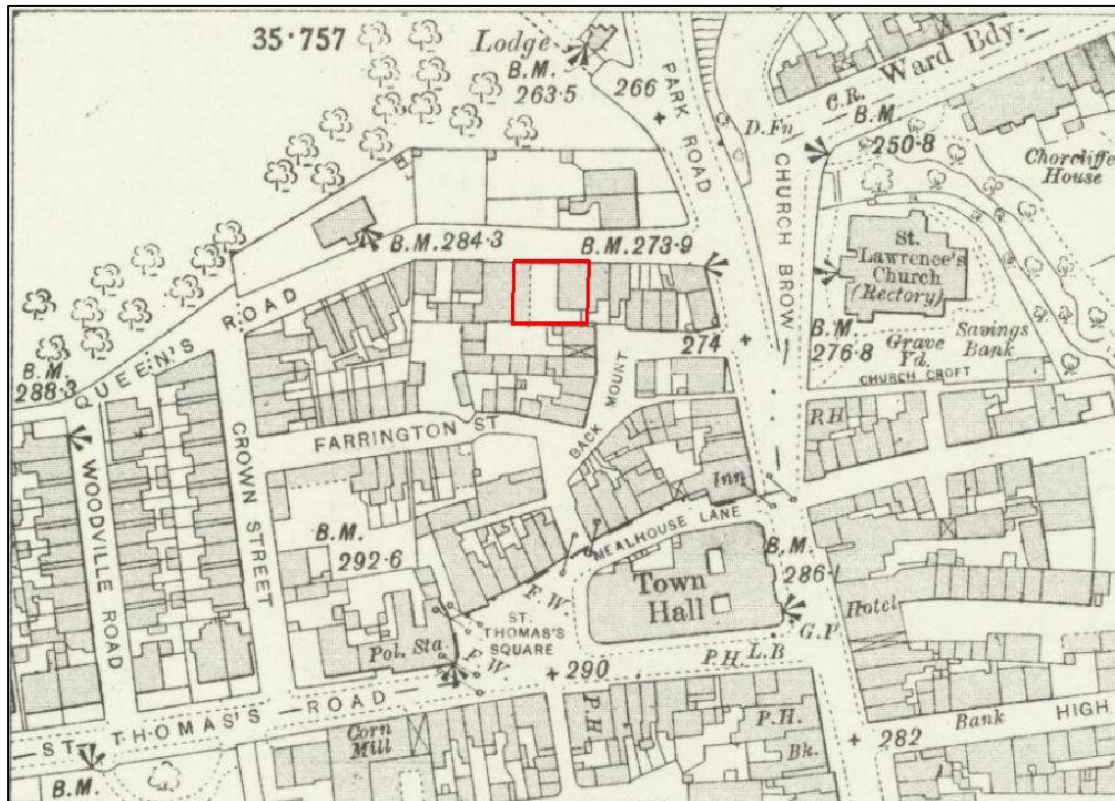 35·757
Lodge
B.M.
263·5
266
PARK ROAD
Ward Bdy.
C.R.
B.M.
250·8
D.Fn
CHURCH BROW
Chorcliffe
House
B.M. 284·3
B.M. 273·9
St.
Lawrence's
Church
(Rectory)
B.M.
276·8
Grave
Yd.
Savings
Bank
274
CHURCH CROFT
QUEEN'S ROAD
B.M.
288·3
WOODVILLE ROAD
CROWN STREET
FARRINGTON ST
BACK MOUNT
P.H.
Inn
MEALHOUSE LANE
B.M.
292·6
B.M.
286·1
Town
Hall
F.W.
ST.
THOMAS'S
SQUARE
Pol. Sta.
F.W.
Hotel
G.P
P.H. L.B
290
ST. THOMAS'S ROAD
Corn
Mill
P.H.
P.H.
Bk.
Bank
HIGH
282
B.M.